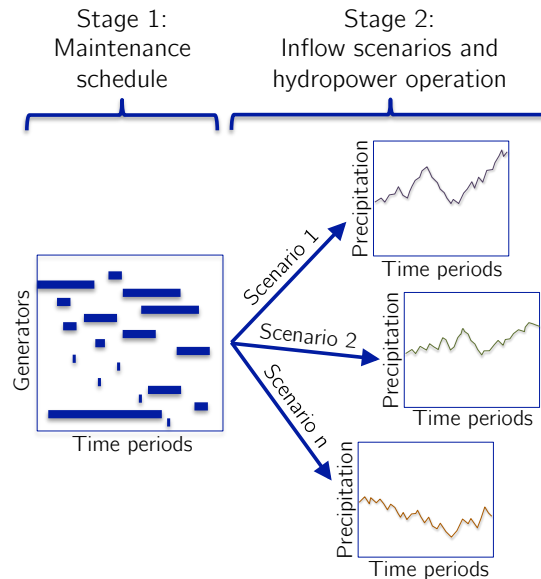 Stage 1:
Maintenance
schedule
Stage 2:
Inflow scenarios and
hydropower operation
Generators
Time periods
Scenario 1
Scenario 2
Scenario n
Precipitation
Time periods
Precipitation
Time periods
Precipitation
Time periods